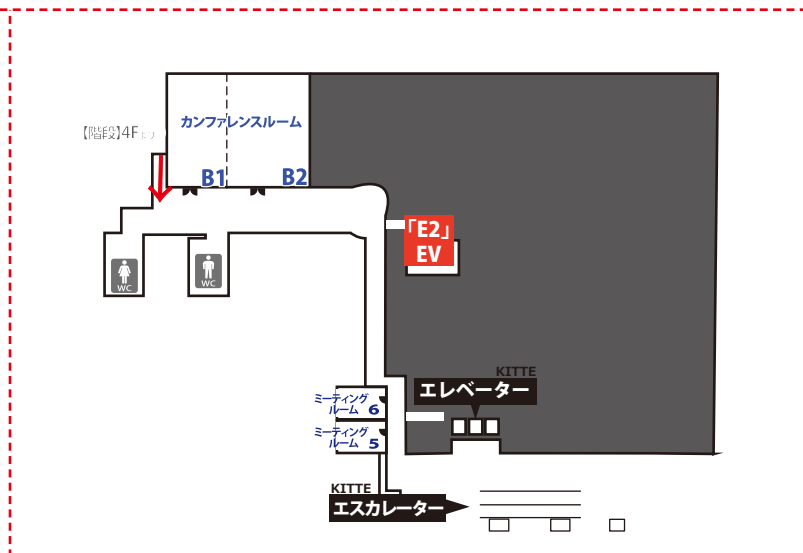 カンファレンスルーム
【階段】4Fより
B1
B2
「E2」
EV
WC
WC
KITTE
エレベーター
ミーティング
ルーム 6
ミーティング
ルーム 5
KITTE
エスカレーター